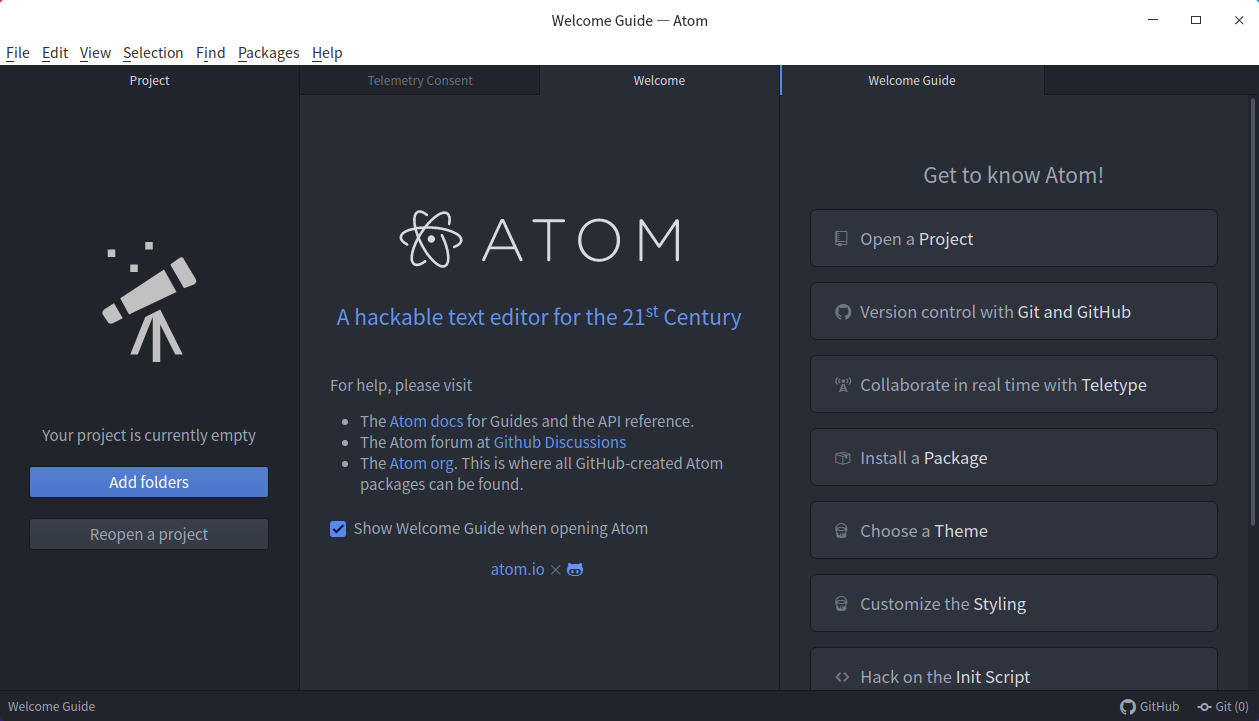 Welcome Guide — Atom
File Edit View Selection Find Packages Help
Project
Telemetry Consent
Welcome
Welcome Guide
Your project is currently empty
Add folders
Reopen a project
ATOM
A hackable text editor for the 21st Century
For help, please visit
The Atom docs for Guides and the API reference.
The Atom forum at Github Discussions
The Atom org. This is where all GitHub-created Atom
packages can be found.
Show Welcome Guide when opening Atom
atom.io ×
Get to know Atom!
Open a Project
Version control with Git and GitHub
Collaborate in real time with Teletype
Install a Package
Choose a Theme
Customize the Styling
Hack on the Init Script
Welcome Guide
GitHub
Git (0)